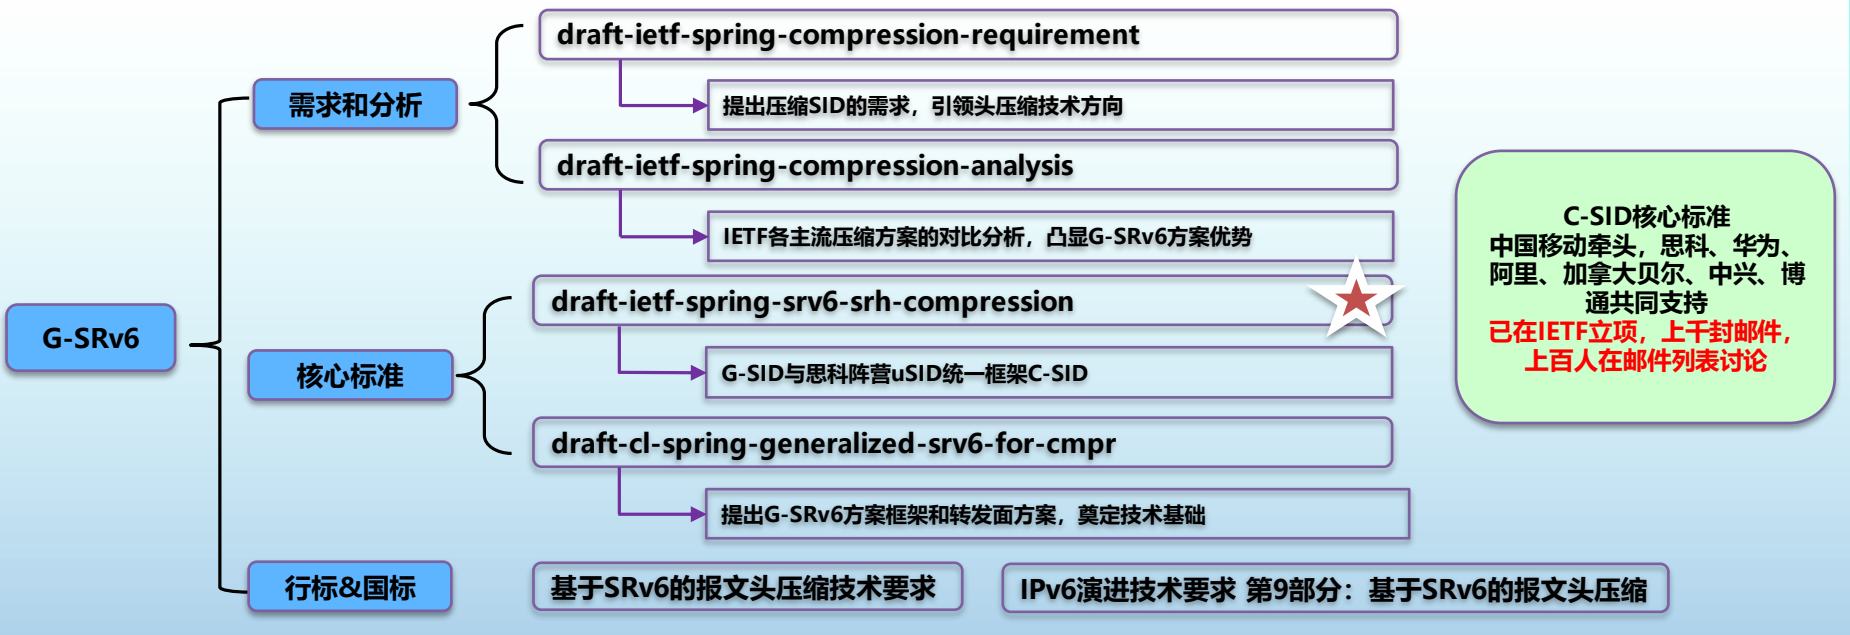 draft-ietf-spring-compression-requirement
需求和分析
提出压缩SID的需求，引领头压缩技术方向
draft-ietf-spring-compression-analysis
IETF各主流压缩方案的对比分析，凸显G-SRv6方案优势
G-SRv6
draft-ietf-spring-srv6-srh-compression
核心标准
G-SID与思科阵营uSID统一框架C-SID
draft-cl-spring-generalized-srv6-for-cmpr
提出G-SRv6方案框架和转发面方案，奠定技术基础
行标&国标
基于SRv6的报文头压缩技术要求
IPv6演进技术要求 第9部分：基于SRv6的报文头压缩
C-SID核心标准
中国移动牵头，思科、华为、
阿里、加拿大贝尔、中兴、博
通共同支持
已在IETF立项，上千封邮件，
上百人在邮件列表讨论